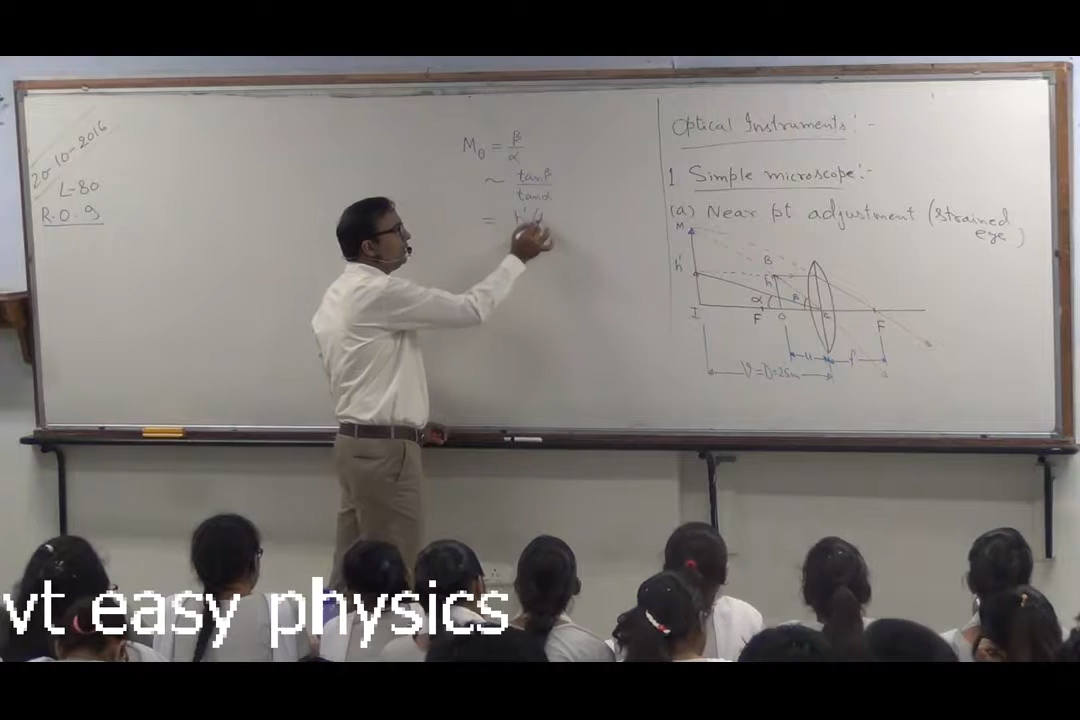 20-10-2016
L-80
R.O.9
Mθ = β/α
~ tanβ/tanα
= h'/
Optical Instruments:-
1 Simple microscope:-
(a) Near pt adjustment (strained eye)
M
h'
B
h
α
β
I
F
O
C
F
u
f
V=D=25cm
vt easy physics